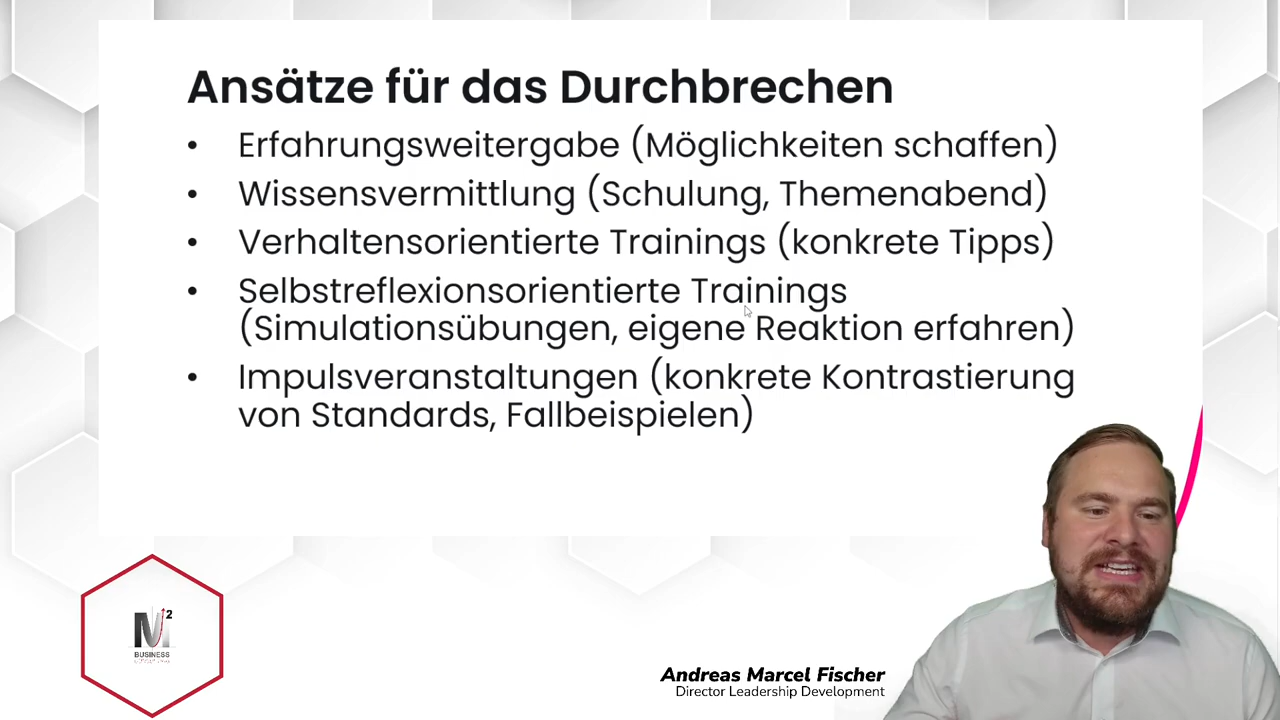 Ansätze für das Durchbrechen
• Erfahrungsweitergabe (Möglichkeiten schaffen)
• Wissensvermittlung (Schulung, Themenabend)
• Verhaltensorientierte Trainings (konkrete Tipps)
• Selbstreflexionsorientierte Trainings
(Simulationsübungen, eigene Reaktion erfahren)
• Impulsveranstaltungen (konkrete Kontrastierung
von Standards, Fallbeispielen)
M²
BUSINESS
Andreas Marcel Fischer
Director Leadership Development